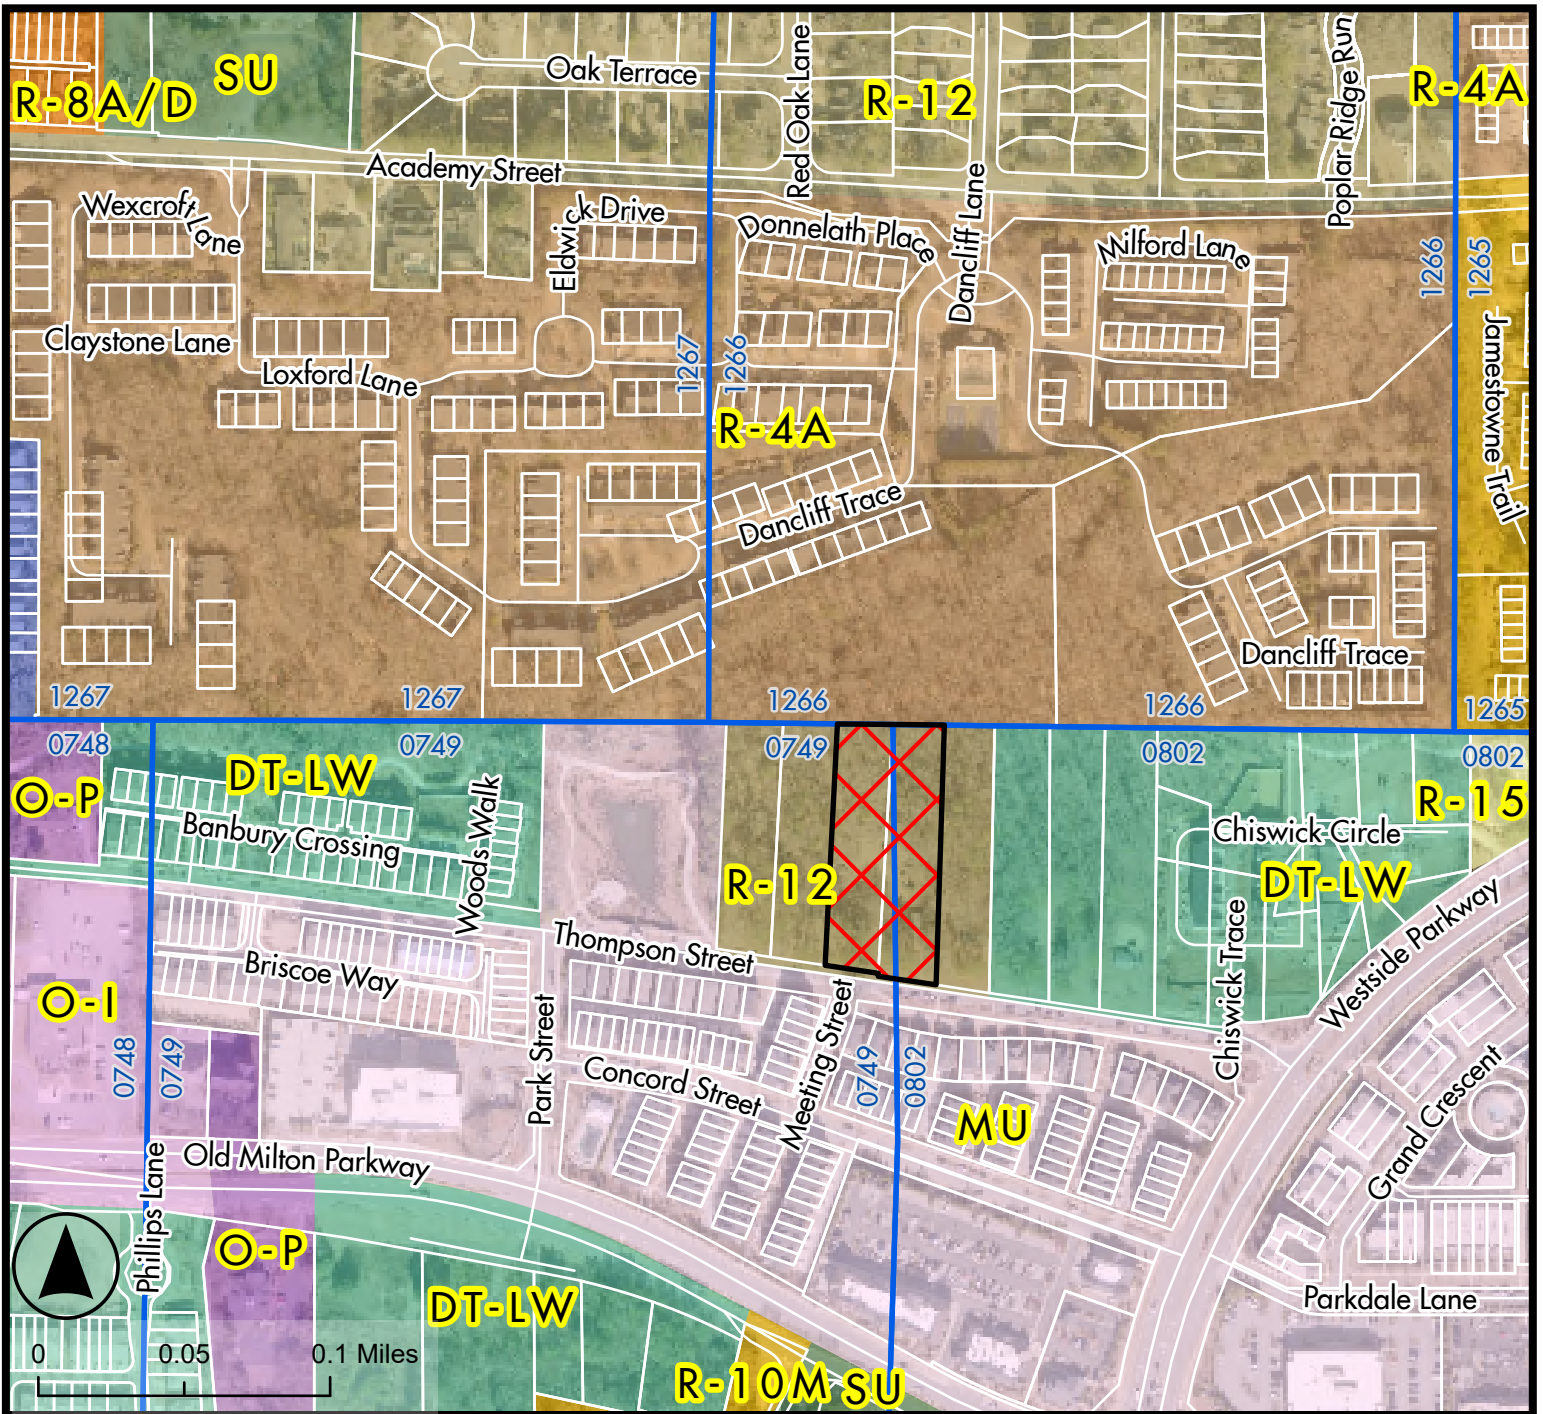 R-8A/D
SU
Oak Terrace
Red Oak Lane
R-12
Poplar Ridge Run
R-4A
Academy Street
Wexcroft Lane
Eldwick Drive
Donnelath Place
Dancliff Lane
Milford Lane
1266
1265
Claystone Lane
Loxford Lane
1267
1266
Jamestowne Trail
R-4A
Dancliff Trace
Dancliff Trace
1267
1267
1266
1266
1265
0748
0749
0749
0802
0802
O-P
DT-LW
Banbury Crossing
Woods Walk
R-12
Chiswick Circle
R-15
DT-LW
Thompson Street
Briscoe Way
O-I
Park Street
Meeting Street
Chiswick Trace
Westside Parkway
0748
0749
Concord Street
0749
0802
MU
Grand Crescent
Old Milton Parkway
Phillips Lane
O-P
DT-LW
Parkdale Lane
0
0.05
0.1 Miles
R-10M
SU